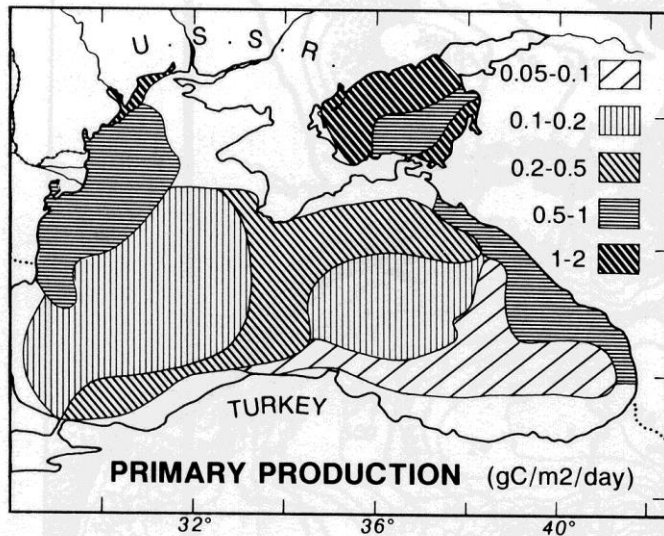 U.S.S.R.
0.05-0.1
0.1-0.2
0.2-0.5
0.5-1
1-2
TURKEY
PRIMARY PRODUCTION (gC/m2/day)
32° 36° 40°